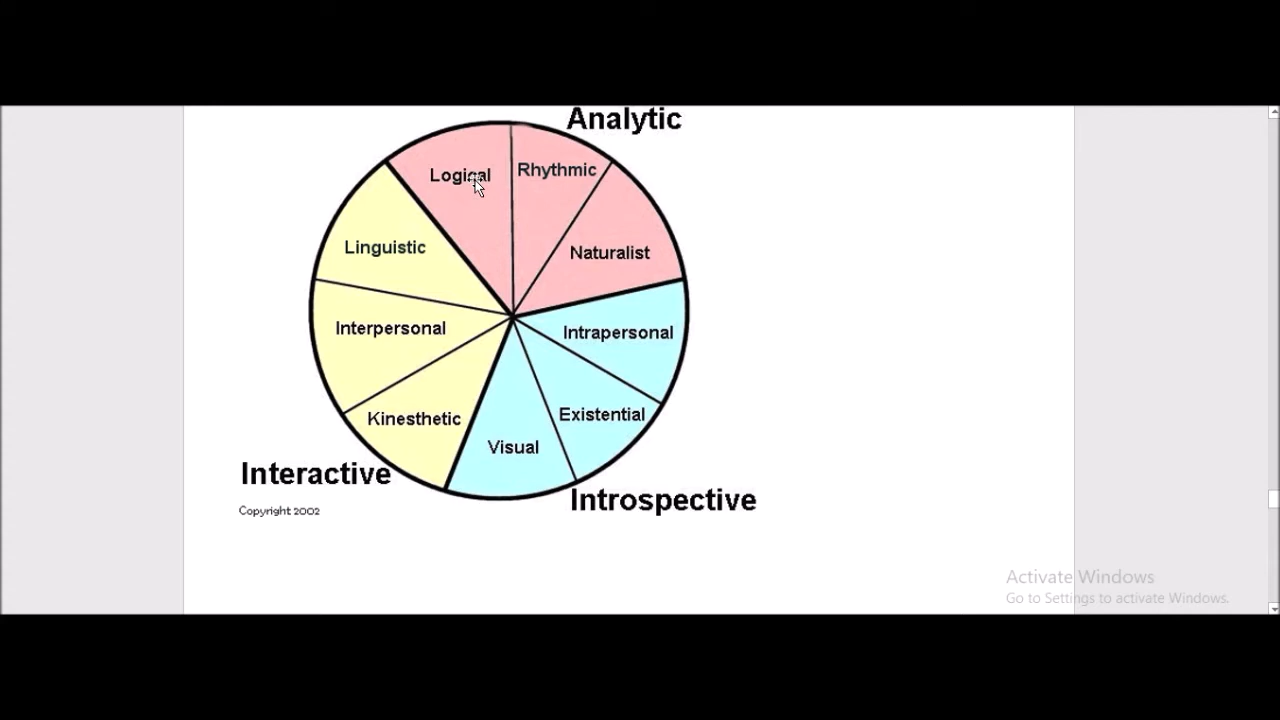 Analytic
Logical
Rhythmic
Linguistic
Naturalist
Interpersonal
Intrapersonal
Kinesthetic
Existential
Visual
Interactive
Introspective
Copyright 2002
Activate Windows
Go to Settings to activate Windows.